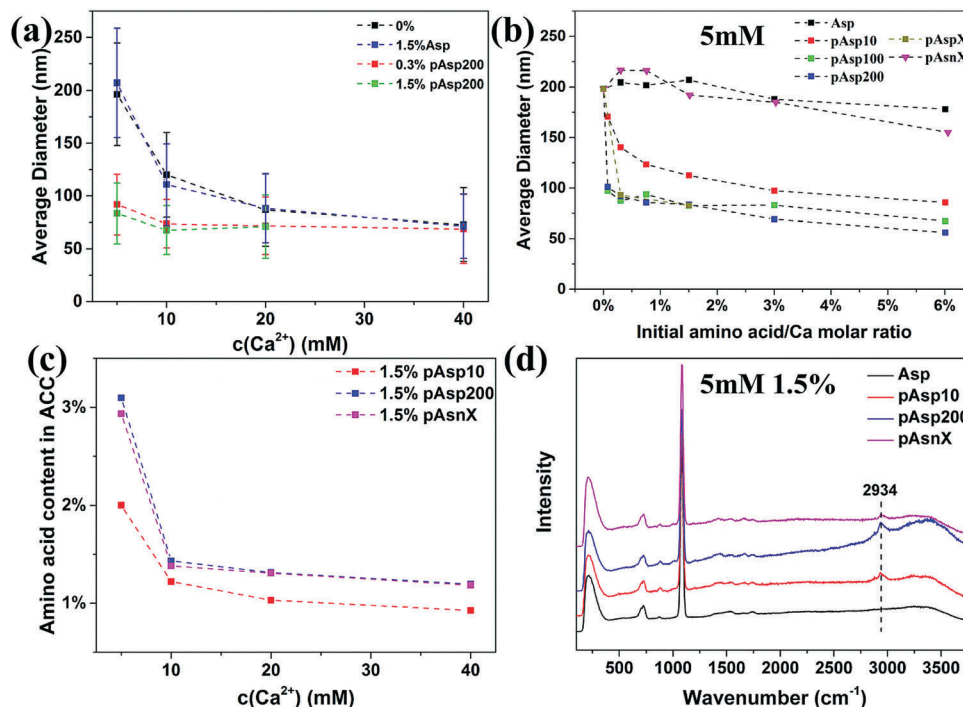 (a)
0%
1.5%Asp
0.3% pAsp200
1.5% pAsp200
250
200
150
100
50
0
Average Diameter (nm)
10 20 30 40
c(Ca²⁺) (mM)
(b)
5mM
Asp
pAsp10
pAsp100
pAsp200
pAspX
pAsnX
250
200
150
100
50
0
Average Diameter (nm)
0% 1% 2% 3% 4% 5% 6%
Initial amino acid/Ca molar ratio
(c)
1.5% pAsp10
1.5% pAsp200
1.5% pAsnX
3%
2%
1%
Amino acid content in ACC
10 20 30 40
c(Ca²⁺) (mM)
(d)
5mM 1.5%
Asp
pAsp10
pAsp200
pAsnX
2934
Intensity
500 1000 1500 2000 2500 3000 3500
Wavenumber (cm⁻¹)